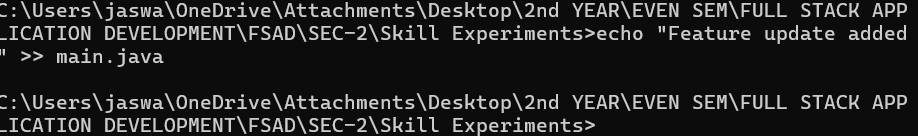 C:\Users\jaswa\OneDrive\Attachments\Desktop\2nd YEAR\EVEN SEM\FULL STACK APP
LICATION DEVELOPMENT\FSAD\SEC-2\Skill Experiments>echo "Feature update added
" >> main.java
C:\Users\jaswa\OneDrive\Attachments\Desktop\2nd YEAR\EVEN SEM\FULL STACK APP
LICATION DEVELOPMENT\FSAD\SEC-2\Skill Experiments>